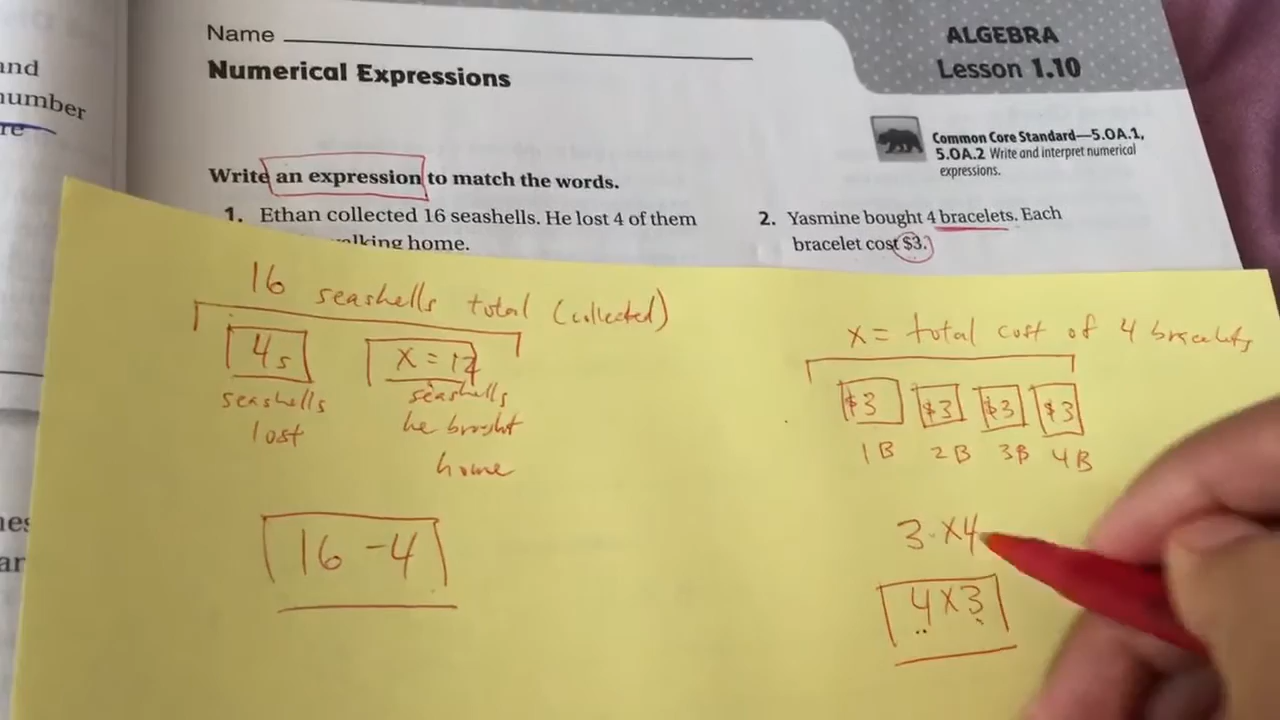 and
number
re
Name
Numerical Expressions
ALGEBRA
Lesson 1.10
Common Core Standard—5.OA.1,
5.OA.2 Write and interpret numerical
expressions.
Write an expression to match the words.
1. Ethan collected 16 seashells. He lost 4 of them
walking home.
2. Yasmine bought 4 bracelets. Each
bracelet cost $3.
16 seashells total (collected)
4s
x = 12
seashells
lost
seashells
he brought
home
16 - 4
x = total cost of 4 bracelets
$3 $3 $3 $3
1B 2B 3B 4B
3 · x4
4x3